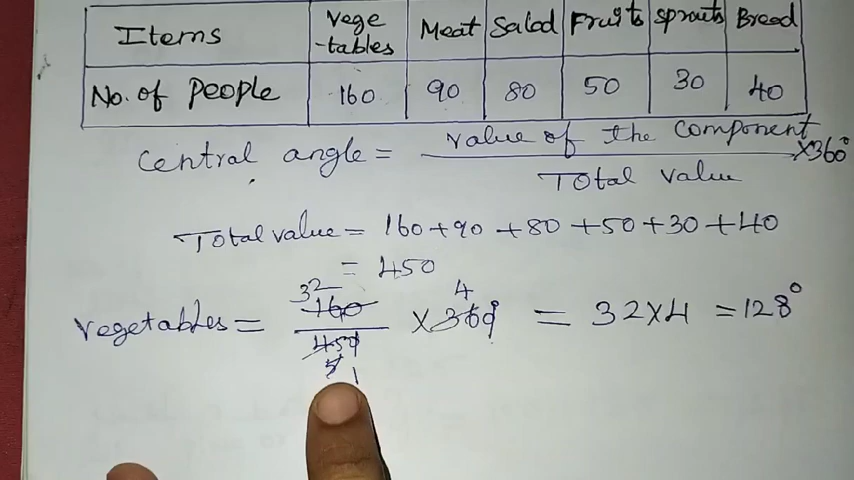 Items Vege-tables Meat Salad Fruits Sprouts Bread
No. of People 160 90 80 50 30 40
Central angle = Value of the component / Total value ×360°
Total value = 160+90+80+50+30+40
= 450
32 4
Vegetables = 160/450 ×360° = 32×4 = 128°
5
1